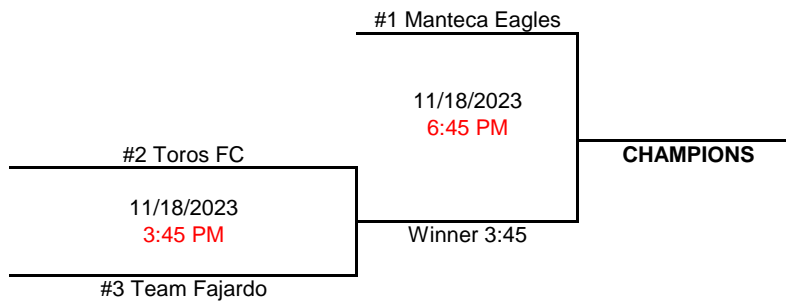 #1 Manteca Eagles
11/18/2023
6:45 PM
#2 Toros FC
CHAMPIONS
11/18/2023
3:45 PM
Winner 3:45
#3 Team Fajardo